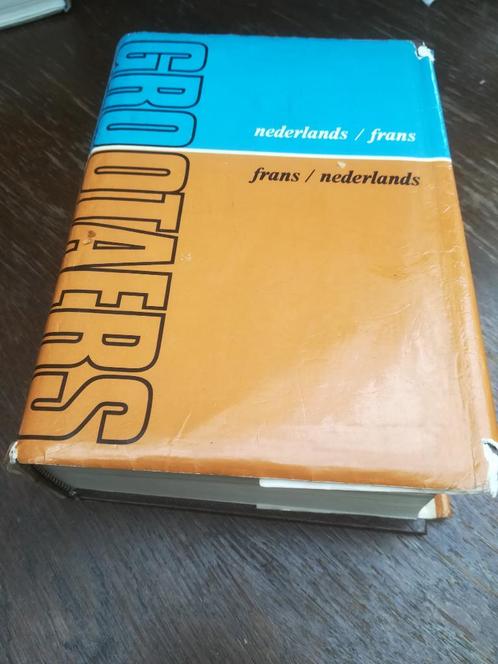 GROOTAERS
nederlands / frans
frans / nederlands